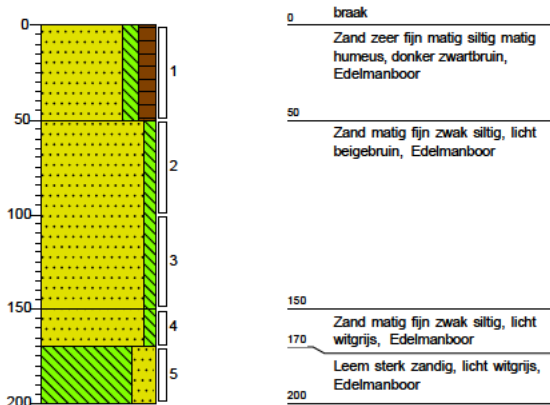 0
50
100
150
200
1
2
3
4
5
0 braak
Zand zeer fijn matig siltig matig
humeus, donker zwartbruin,
Edelmanboor
50
Zand matig fijn zwak siltig, licht
beigebruin, Edelmanboor
150
Zand matig fijn zwak siltig, licht
witgrijs, Edelmanboor
170
Leem sterk zandig, licht witgrijs,
Edelmanboor
200